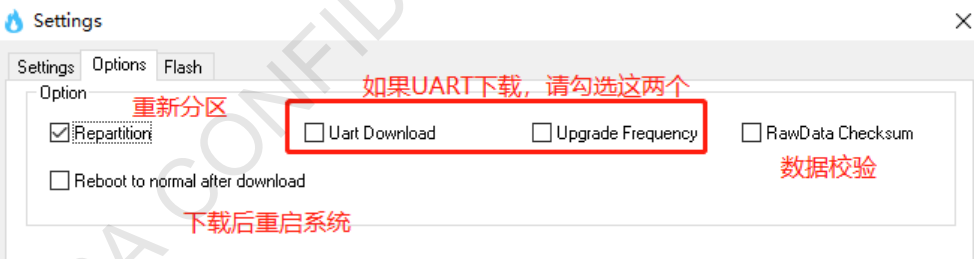 Settings
Settings Options Flash
如果UART下载，请勾选这两个
Option
重新分区
Repartition Uart Download Upgrade Frequency RawData Checksum
数据校验
Reboot to normal after download
下载后重启系统